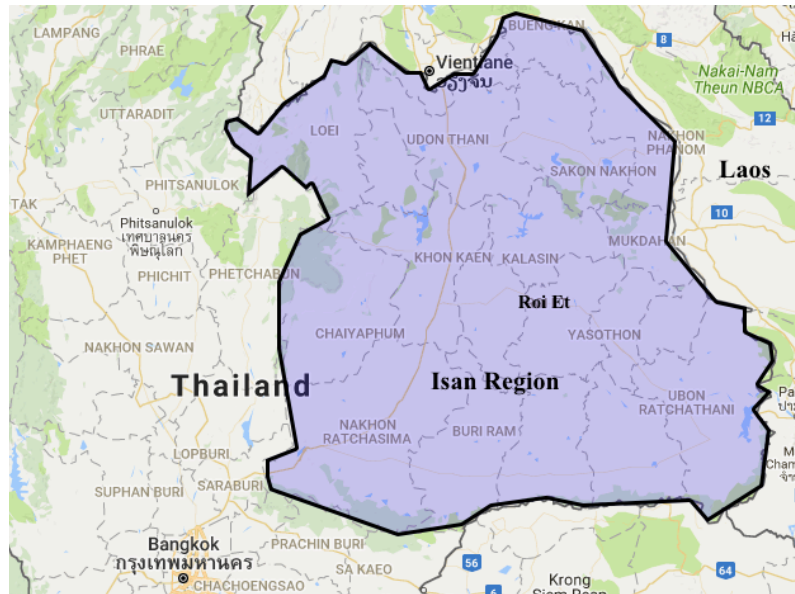 LAMPANG
PHRAE
UTTARADIT
BUENG KAN
8
Vientiane
ວຽງຈັນ
Nakai-Nam
Theun NBCA
LOEI
UDON THANI
12
NAKHON
PHANOM
Laos
PHITSANULOK
SAKON NAKHON
TAK
Phitsanulok
เทศบาลนคร
พิษณุโลก
10
KAMPHAENG
PHET
MUKDAHAN
PHICHIT
PHETCHABUN
KHON KAEN
KALASIN
Roi Et
CHAIYAPHUM
YASOTHON
NAKHON SAWAN
Thailand
Isan Region
UBON
RATCHATHANI
NAKHON
RATCHASIMA
BURI RAM
LOPBURI
SUPHAN BURI
SARABURI
Bangkok
กรุงเทพมหานคร
PRACHIN BURI
SA KAEO
CHACHOENGSAO
56
6
64
Krong
Siem Reap